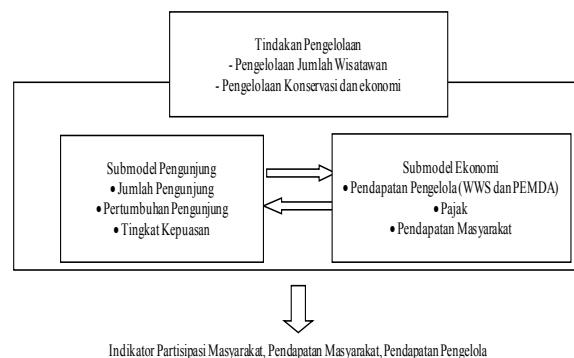 Tindakan Pengelolaan
- Pengelolaan Jumlah Wisatawan
- Pengelolaan Konservasi dan ekonomi
Submodel Pengunjung
• Jumlah Pengunjung
• Pertumbuhan Pengunjung
• Tingkat Kepuasan
Submodel Ekonomi
• Pendapatan Pengelola (WWS dan PEMDA)
• Pajak
• Pendapatan Masyarakat
Indikator Partisipasi Masyarakat, Pendapatan Masyarakat, Pendapatan Pengelola